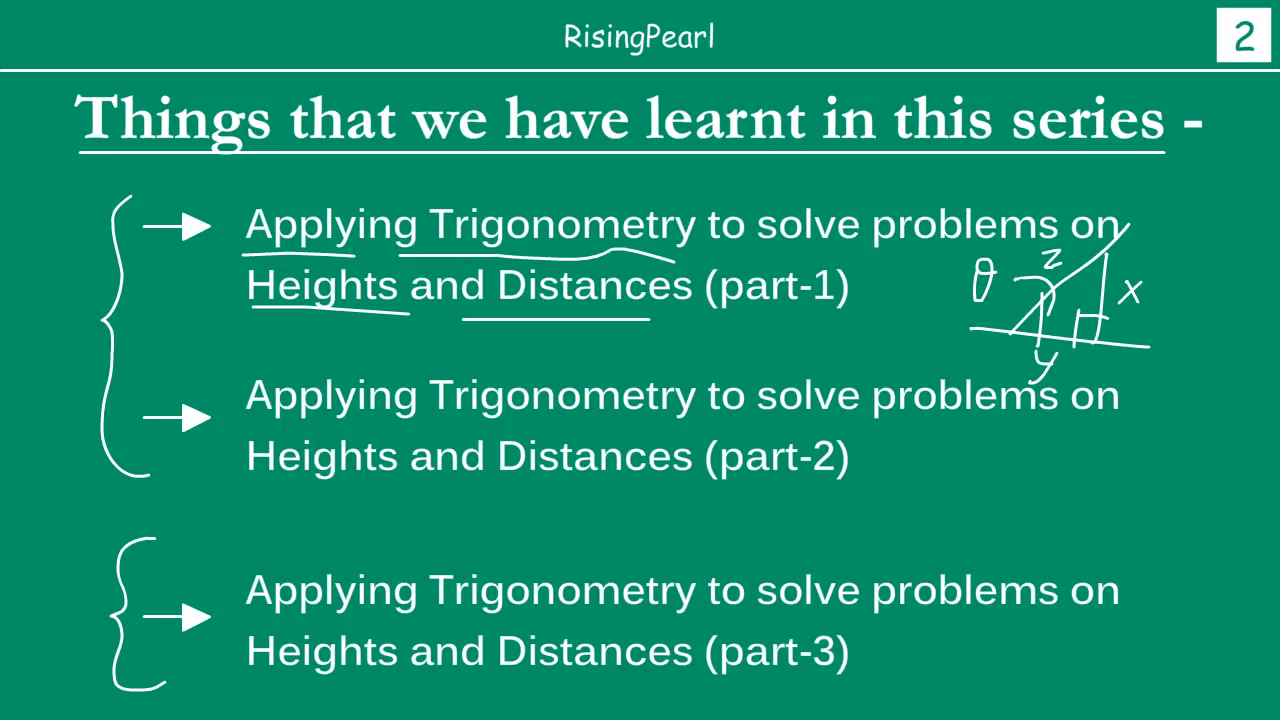 RisingPearl
2
Things that we have learnt in this series -
Applying Trigonometry to solve problems on
Heights and Distances (part-1)
θ
z
x
y
Applying Trigonometry to solve problems on
Heights and Distances (part-2)
Applying Trigonometry to solve problems on
Heights and Distances (part-3)